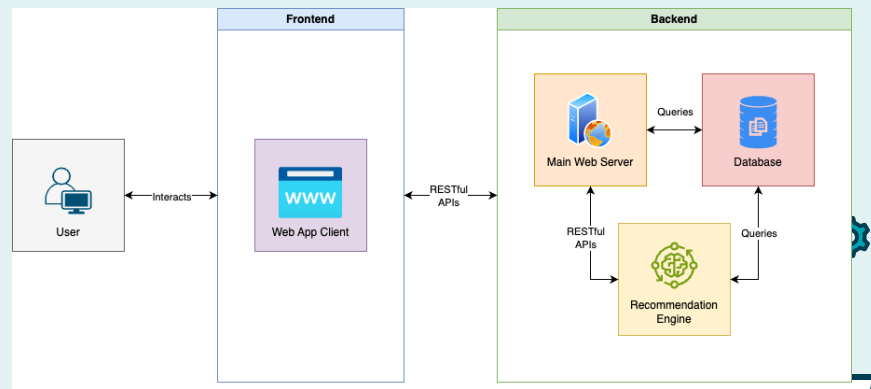 Frontend
Backend
Queries
Main Web Server
Database
Interacts
RESTful
APIs
WWW
User
Web App Client
RESTful
APIs
Queries
Recommendation
Engine